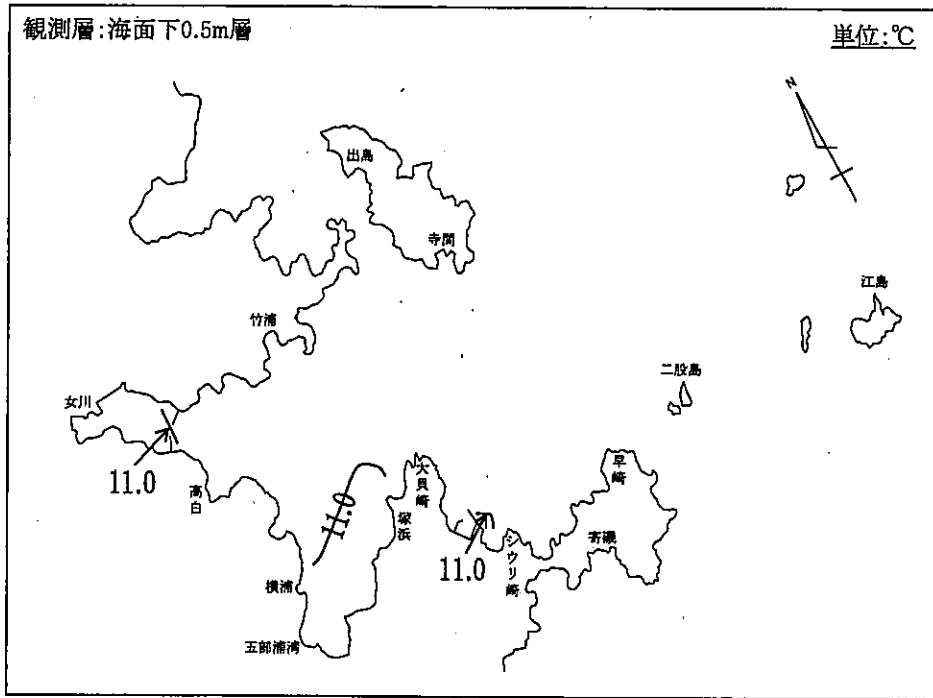 観測層:海面下0.5m層
単位:℃
N
出島
寺間
江島
竹浦
二股島
女川
11.0
高白
11.0
大貝崎
塚浜
早崎
寄磯
シウリ崎
11.0
横浦
五部浦湾